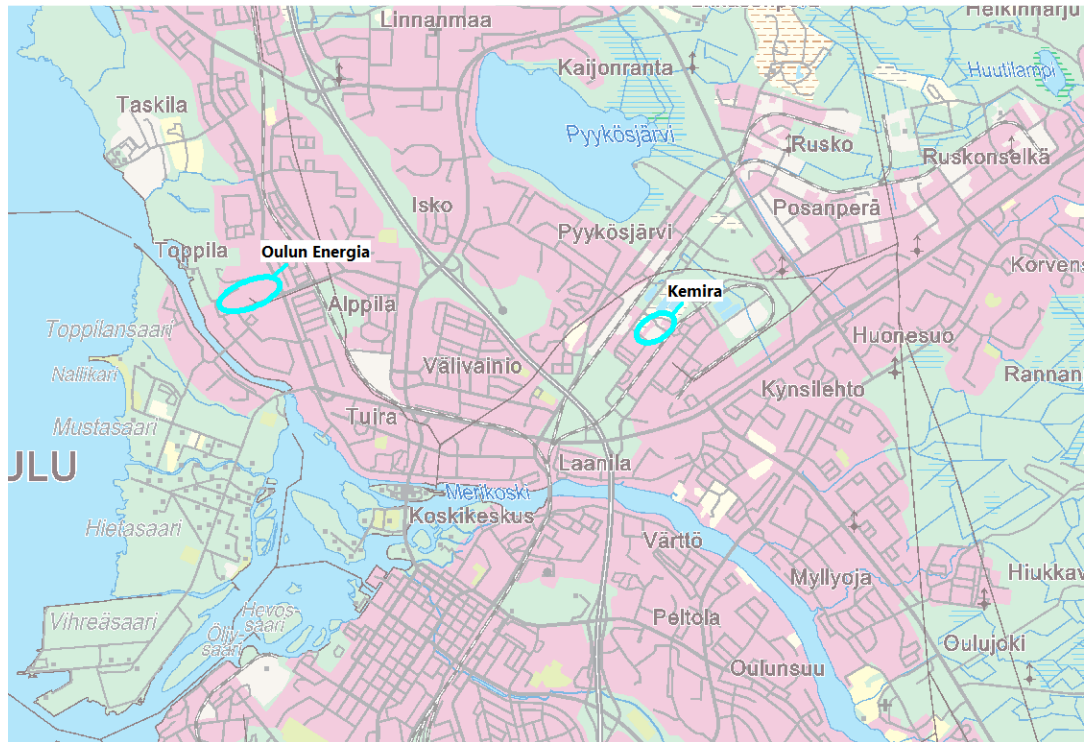 Linnanmaa
Kaijonranta
Huutilampi
Taskila
Pyykösjärvi
Rusko
Ruskonselkä
Isko
Posanperä
Toppila
Oulun Energia
Pyykösjärvi
Korvens
Kemira
Alppila
Toppilansaari
Huonesuo
Nallikari
Välivainio
Rannan
Kynsilehto
Mustasaari
Tuira
ULU
Laanila
Merikoski
Koskikeskus
Hietasaari
Värttö
Myllyoja
Hiukkav
Vihreäsaari
Hevos-
saari
Peltola
Öljy-
saari
Oulujoki
Oulunsuu